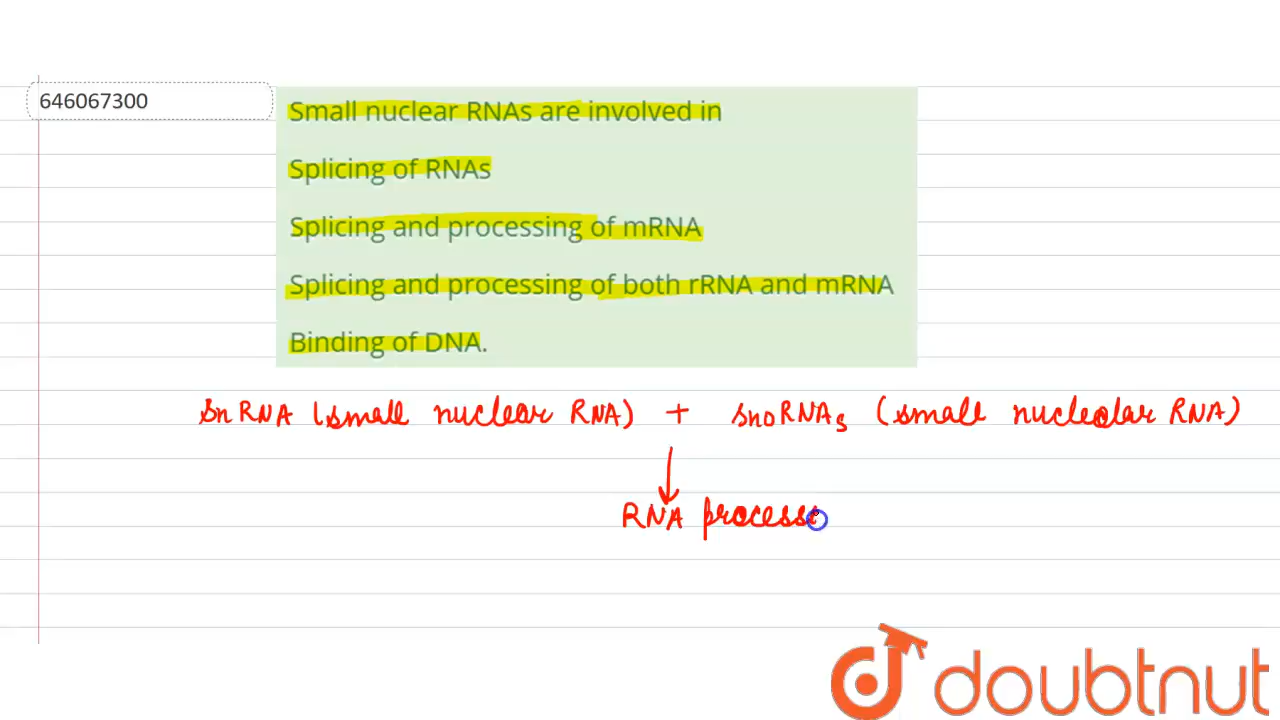 646067300
Small nuclear RNAs are involved in
Splicing of RNAs
Splicing and processing of mRNA
Splicing and processing of both rRNA and mRNA
Binding of DNA.
SnRNA (small nuclear RNA) + snoRNAs (small nucleolar RNA)
RNA processi
doubtnut